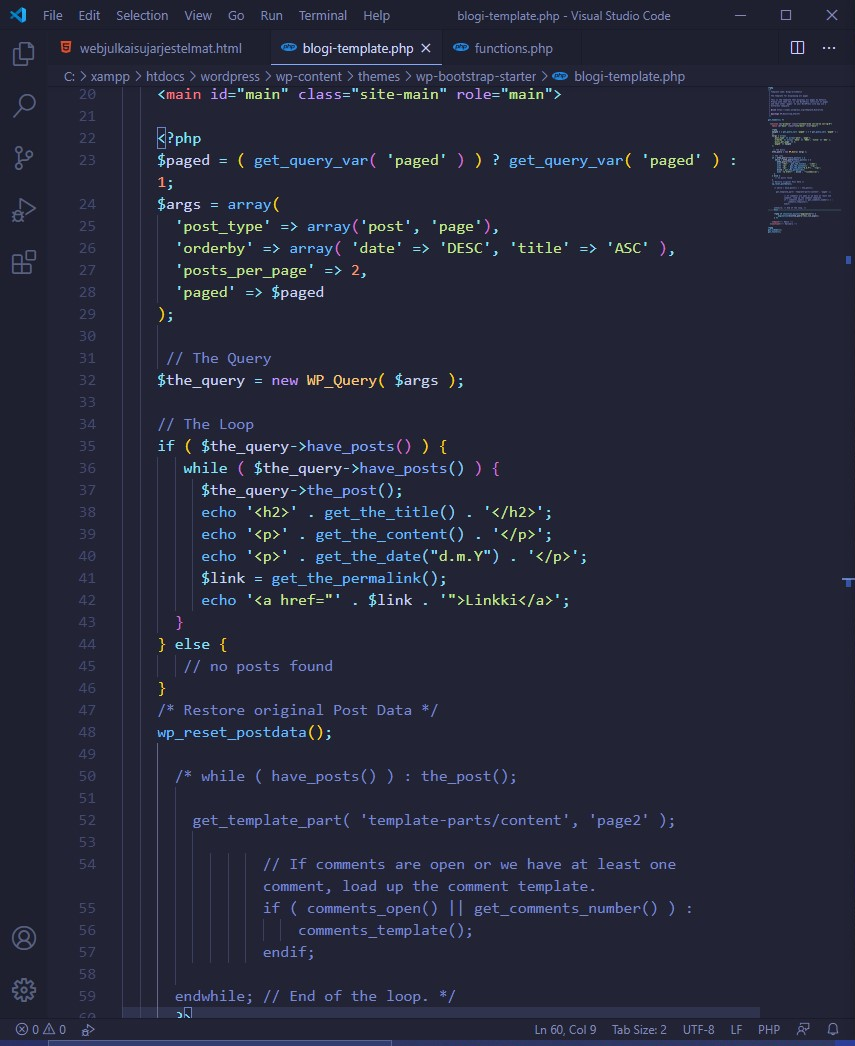 File Edit Selection View Go Run Terminal Help blogi-template.php - Visual Studio Code
webjulkaisujarjestelmat.html blogi-template.php functions.php
C: > xampp > htdocs > wordpress > wp-content > themes > wp-bootstrap-starter > blogi-template.php
20 <main id="main" class="site-main" role="main">
21
22 <?php
23 $paged = ( get_query_var( 'paged' ) ) ? get_query_var( 'paged' ) :
1;
24 $args = array(
25 'post_type' => array('post', 'page'),
26 'orderby' => array( 'date' => 'DESC', 'title' => 'ASC' ),
27 'posts_per_page' => 2,
28 'paged' => $paged
29 );
30
31 // The Query
32 $the_query = new WP_Query( $args );
33
34 // The Loop
35 if ( $the_query->have_posts() ) {
36 while ( $the_query->have_posts() ) {
37 $the_query->the_post();
38 echo '<h2>' . get_the_title() . '</h2>';
39 echo '<p>' . get_the_content() . '</p>';
40 echo '<p>' . get_the_date("d.m.Y") . '</p>';
41 $link = get_the_permalink();
42 echo '<a href="' . $link . '">Linkki</a>';
43 }
44 } else {
45 // no posts found
46 }
47 /* Restore original Post Data */
48 wp_reset_postdata();
49
50 /* while ( have_posts() ) : the_post();
51
52 get_template_part( 'template-parts/content', 'page2' );
53
54 // If comments are open or we have at least one
comment, load up the comment template.
55 if ( comments_open() || get_comments_number() ) :
56 comments_template();
57 endif;
58
59 endwhile; // End of the loop. */
60 ?>
0 0 Ln 60, Col 9 Tab Size: 2 UTF-8 LF PHP